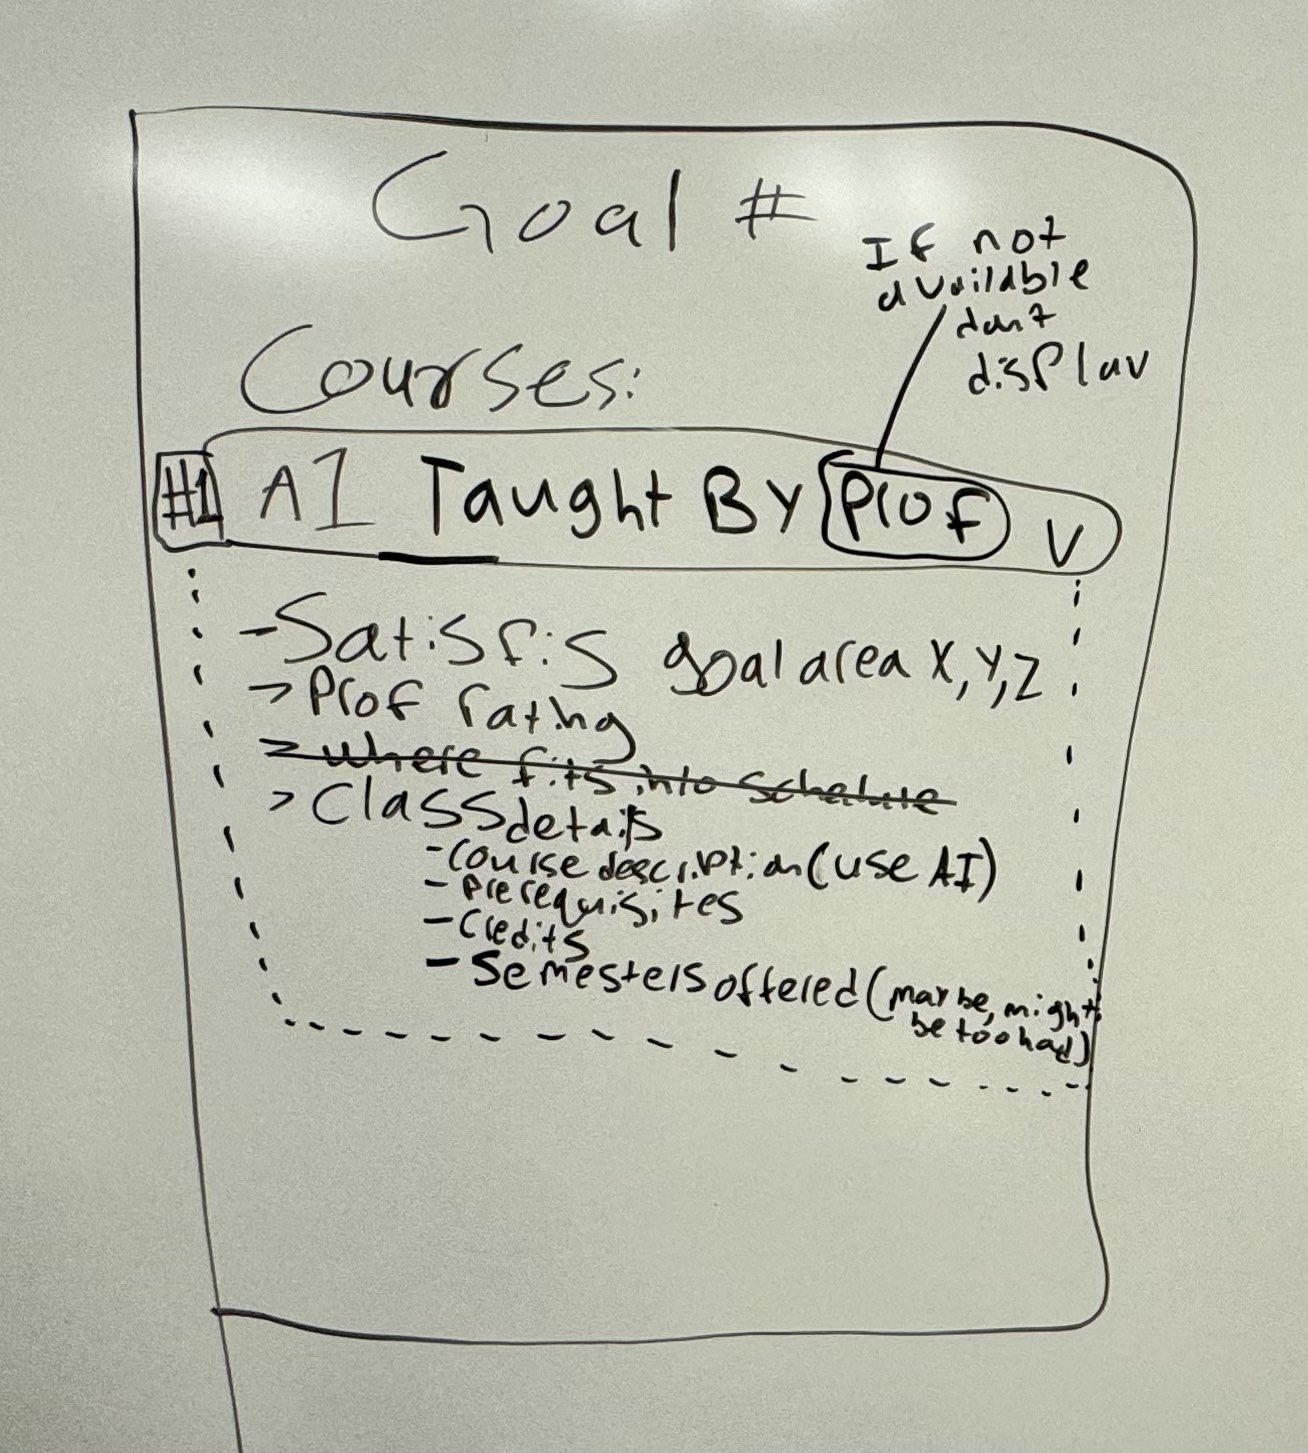 Goal #
If not
available
don't
display
Courses:
#1 AI Taught By Prof V
- Satisfis goal area X, Y, Z
> Prof rating
> where fits into schedule
> Class details
- Course description (use AI)
- Prerequisites
- Credits
- Semesters offered (maybe, might
be too hard)